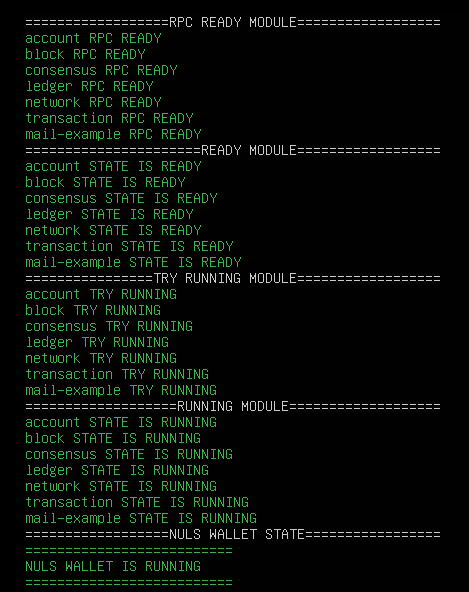 ==================RPC READY MODULE==================
account RPC READY
block RPC READY
consensus RPC READY
ledger RPC READY
network RPC READY
transaction RPC READY
mail-example RPC READY
======================READY MODULE==================
account STATE IS READY
block STATE IS READY
consensus STATE IS READY
ledger STATE IS READY
network STATE IS READY
transaction STATE IS READY
mail-example STATE IS READY
================TRY RUNNING MODULE==================
account TRY RUNNING
block TRY RUNNING
consensus TRY RUNNING
ledger TRY RUNNING
network TRY RUNNING
transaction TRY RUNNING
mail-example TRY RUNNING
===================RUNNING MODULE===================
account STATE IS RUNNING
block STATE IS RUNNING
consensus STATE IS RUNNING
ledger STATE IS RUNNING
network STATE IS RUNNING
transaction STATE IS RUNNING
mail-example STATE IS RUNNING
==================NULS WALLET STATE=================
==========================
NULS WALLET IS RUNNING
==========================